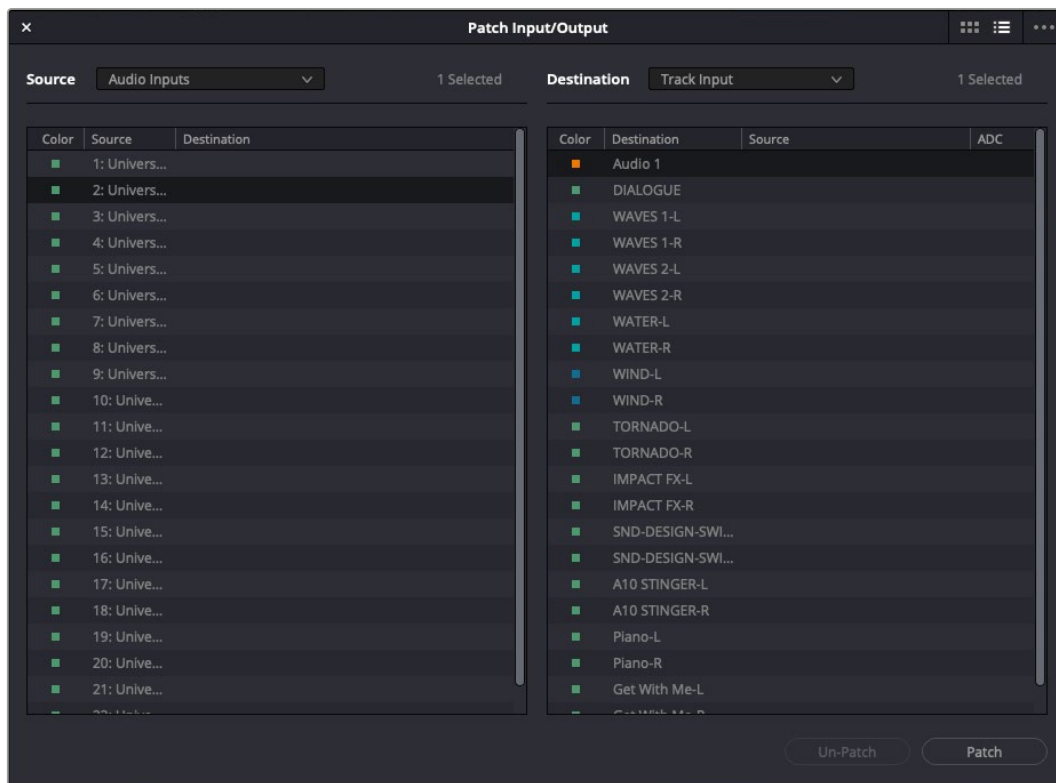 Patch Input/Output
Source Audio Inputs 1 Selected
Destination Track Input 1 Selected
Color Source Destination
1: Univers...
2: Univers...
3: Univers...
4: Univers...
5: Univers...
6: Univers...
7: Univers...
8: Univers...
9: Univers...
10: Unive...
11: Unive...
12: Unive...
13: Unive...
14: Unive...
15: Unive...
16: Unive...
17: Unive...
18: Unive...
19: Unive...
20: Unive...
21: Unive...
22: Unive...
Color Destination Source ADC
Audio 1
DIALOGUE
WAVES 1-L
WAVES 1-R
WAVES 2-L
WAVES 2-R
WATER-L
WATER-R
WIND-L
WIND-R
TORNADO-L
TORNADO-R
IMPACT FX-L
IMPACT FX-R
SND-DESIGN-SWI...
SND-DESIGN-SWI...
A10 STINGER-L
A10 STINGER-R
Piano-L
Piano-R
Get With Me-L
Get With Me-R
Un-Patch Patch